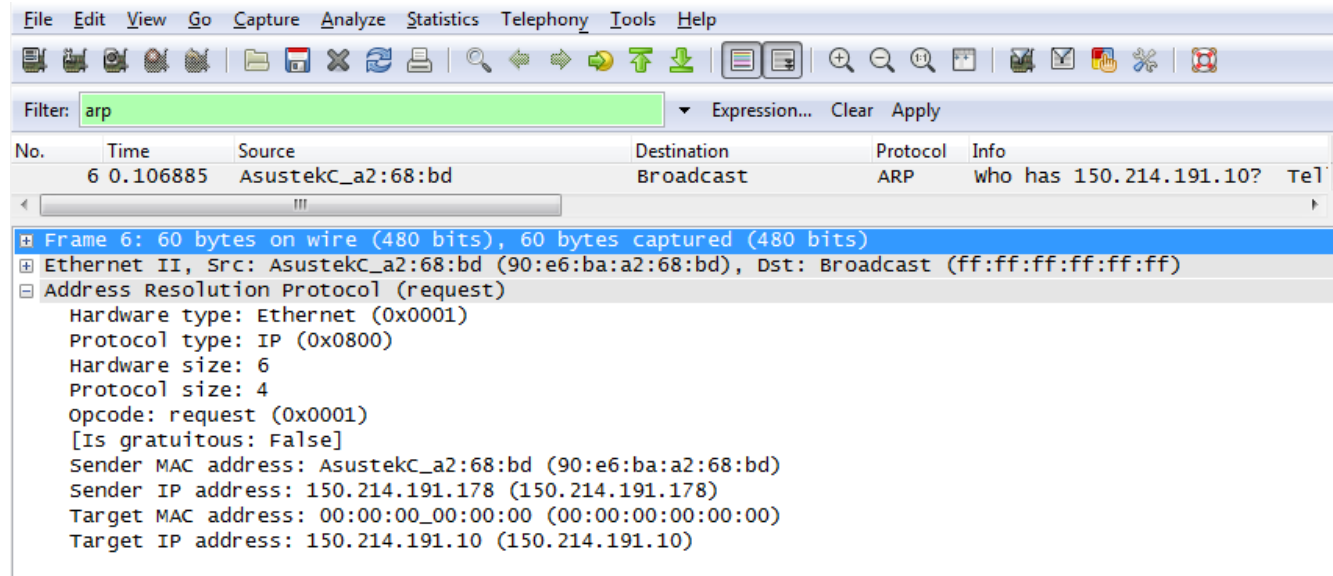 File Edit View Go Capture Analyze Statistics Telephony Tools Help
Filter: arp Expression... Clear Apply
No. Time Source Destination Protocol Info
6 0.106885 AsustekC_a2:68:bd Broadcast ARP who has 150.214.191.10? Tel
Frame 6: 60 bytes on wire (480 bits), 60 bytes captured (480 bits)
Ethernet II, Src: AsustekC_a2:68:bd (90:e6:ba:a2:68:bd), Dst: Broadcast (ff:ff:ff:ff:ff:ff)
Address Resolution Protocol (request)
Hardware type: Ethernet (0x0001)
Protocol type: IP (0x0800)
Hardware size: 6
Protocol size: 4
Opcode: request (0x0001)
[Is gratuitous: False]
Sender MAC address: AsustekC_a2:68:bd (90:e6:ba:a2:68:bd)
Sender IP address: 150.214.191.178 (150.214.191.178)
Target MAC address: 00:00:00_00:00:00 (00:00:00:00:00:00)
Target IP address: 150.214.191.10 (150.214.191.10)